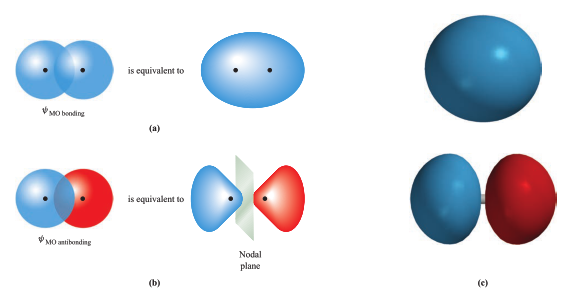 is equivalent to
ψ MO bonding
(a)
is equivalent to
ψ MO antibonding
Nodal
plane
(b)
(c)